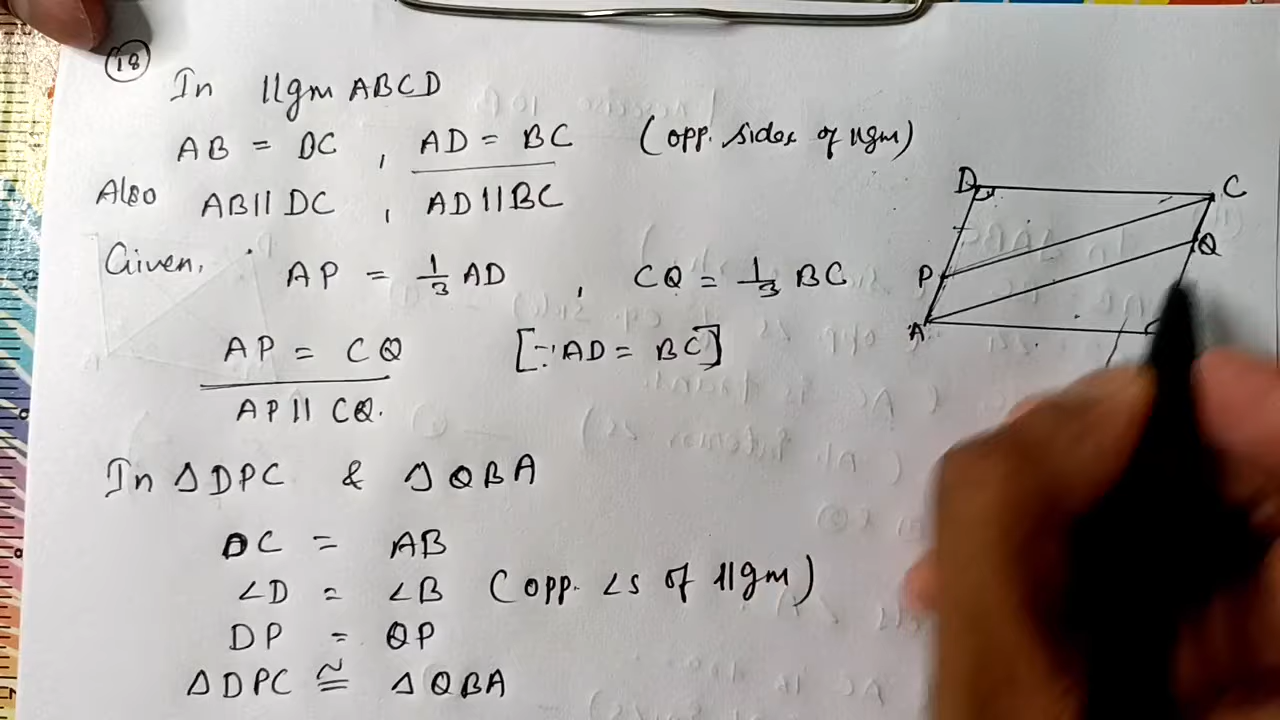 18
In ||gm ABCD
AB = DC , AD = BC (opp. sides of ||gm)
Also AB || DC , AD || BC
Given, AP = 1/3 AD , CQ = 1/3 BC
AP = CQ [∵ AD = BC]
AP || CQ.
In Δ DPC & Δ QBA
DC = AB
∠D = ∠B (opp. ∠s of ||gm)
DP = QP
Δ DPC ≅ Δ QBA
D C
Q
P
A